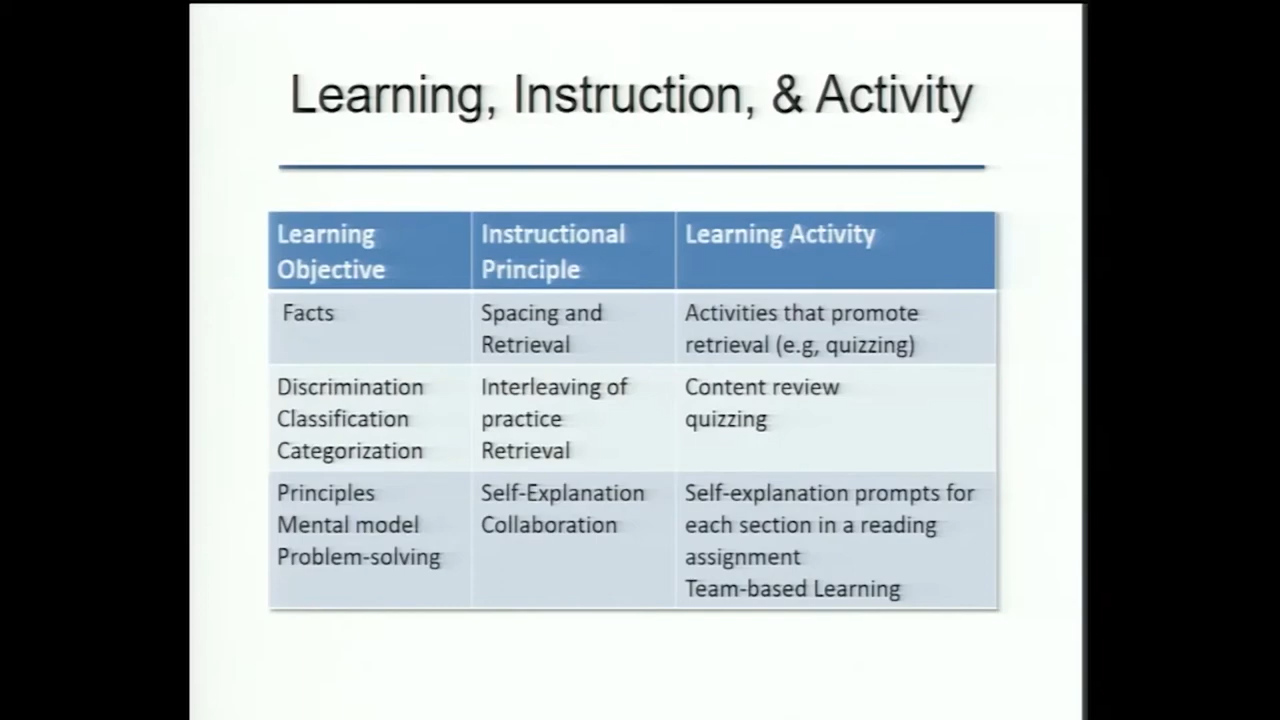 Learning, Instruction, & Activity
Learning
Objective
Instructional
Principle
Learning Activity
Facts
Spacing and
Retrieval
Activities that promote
retrieval (e.g, quizzing)
Discrimination
Classification
Categorization
Interleaving of
practice
Retrieval
Content review
quizzing
Principles
Mental model
Problem-solving
Self-Explanation
Collaboration
Self-explanation prompts for
each section in a reading
assignment
Team-based Learning